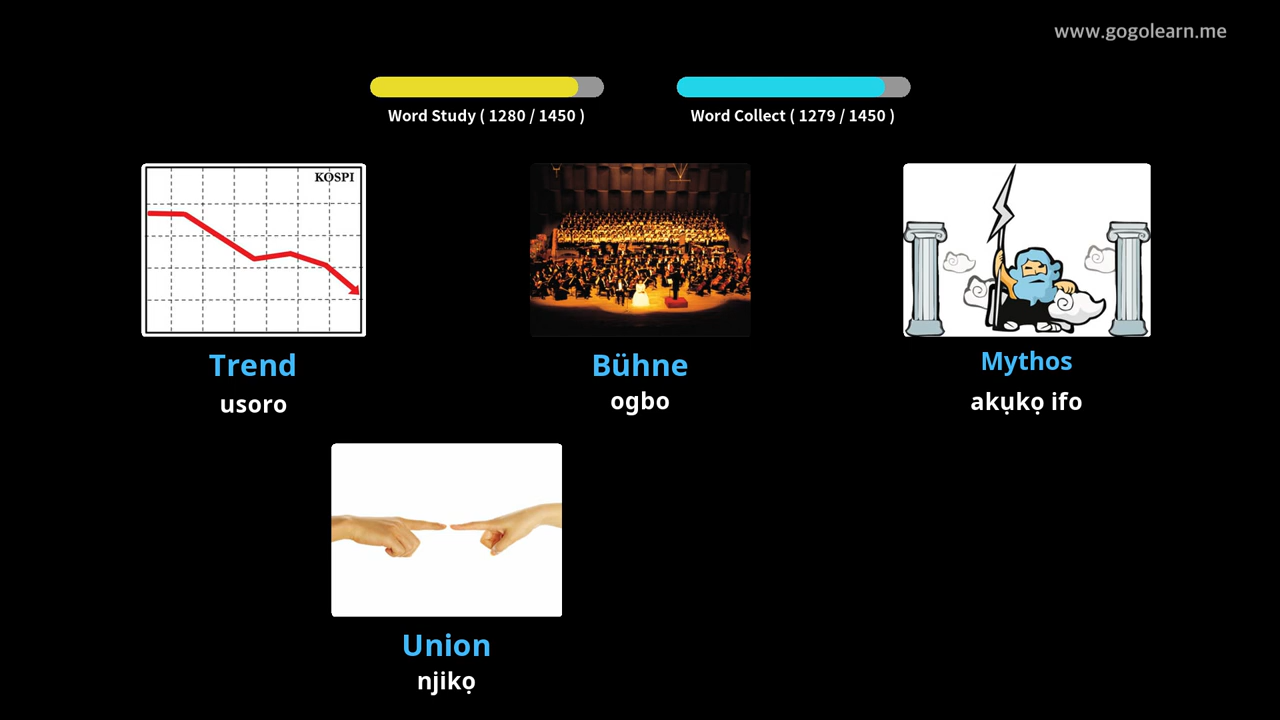 www.gogolearn.me
Word Study ( 1280 / 1450 )
Word Collect ( 1279 / 1450 )
KOSPI
Trend
usoro
Bühne
ogbo
Mythos
akụkọ ifo
Union
njikọ